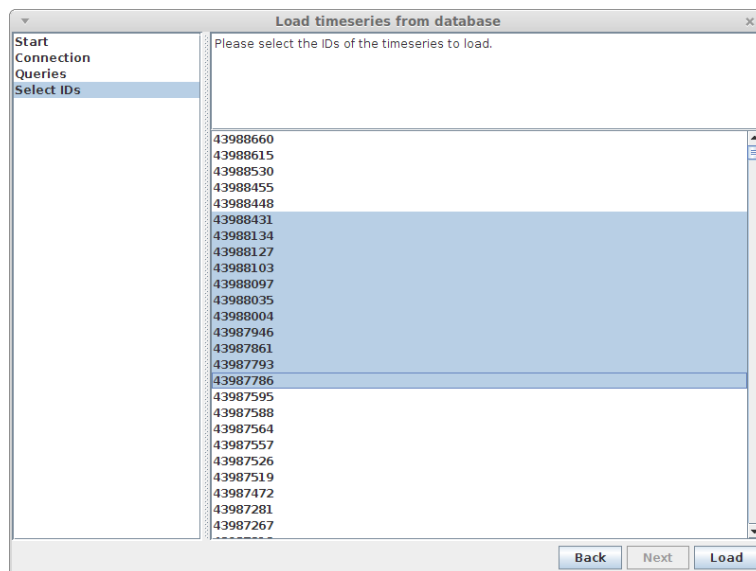 Load timeseries from database
Start
Connection
Queries
Select IDs
Please select the IDs of the timeseries to load.
43988660
43988615
43988530
43988455
43988448
43988431
43988134
43988127
43988103
43988097
43988035
43988004
43987946
43987861
43987793
43987786
43987595
43987588
43987564
43987557
43987526
43987519
43987472
43987281
43987267
Back
Next
Load